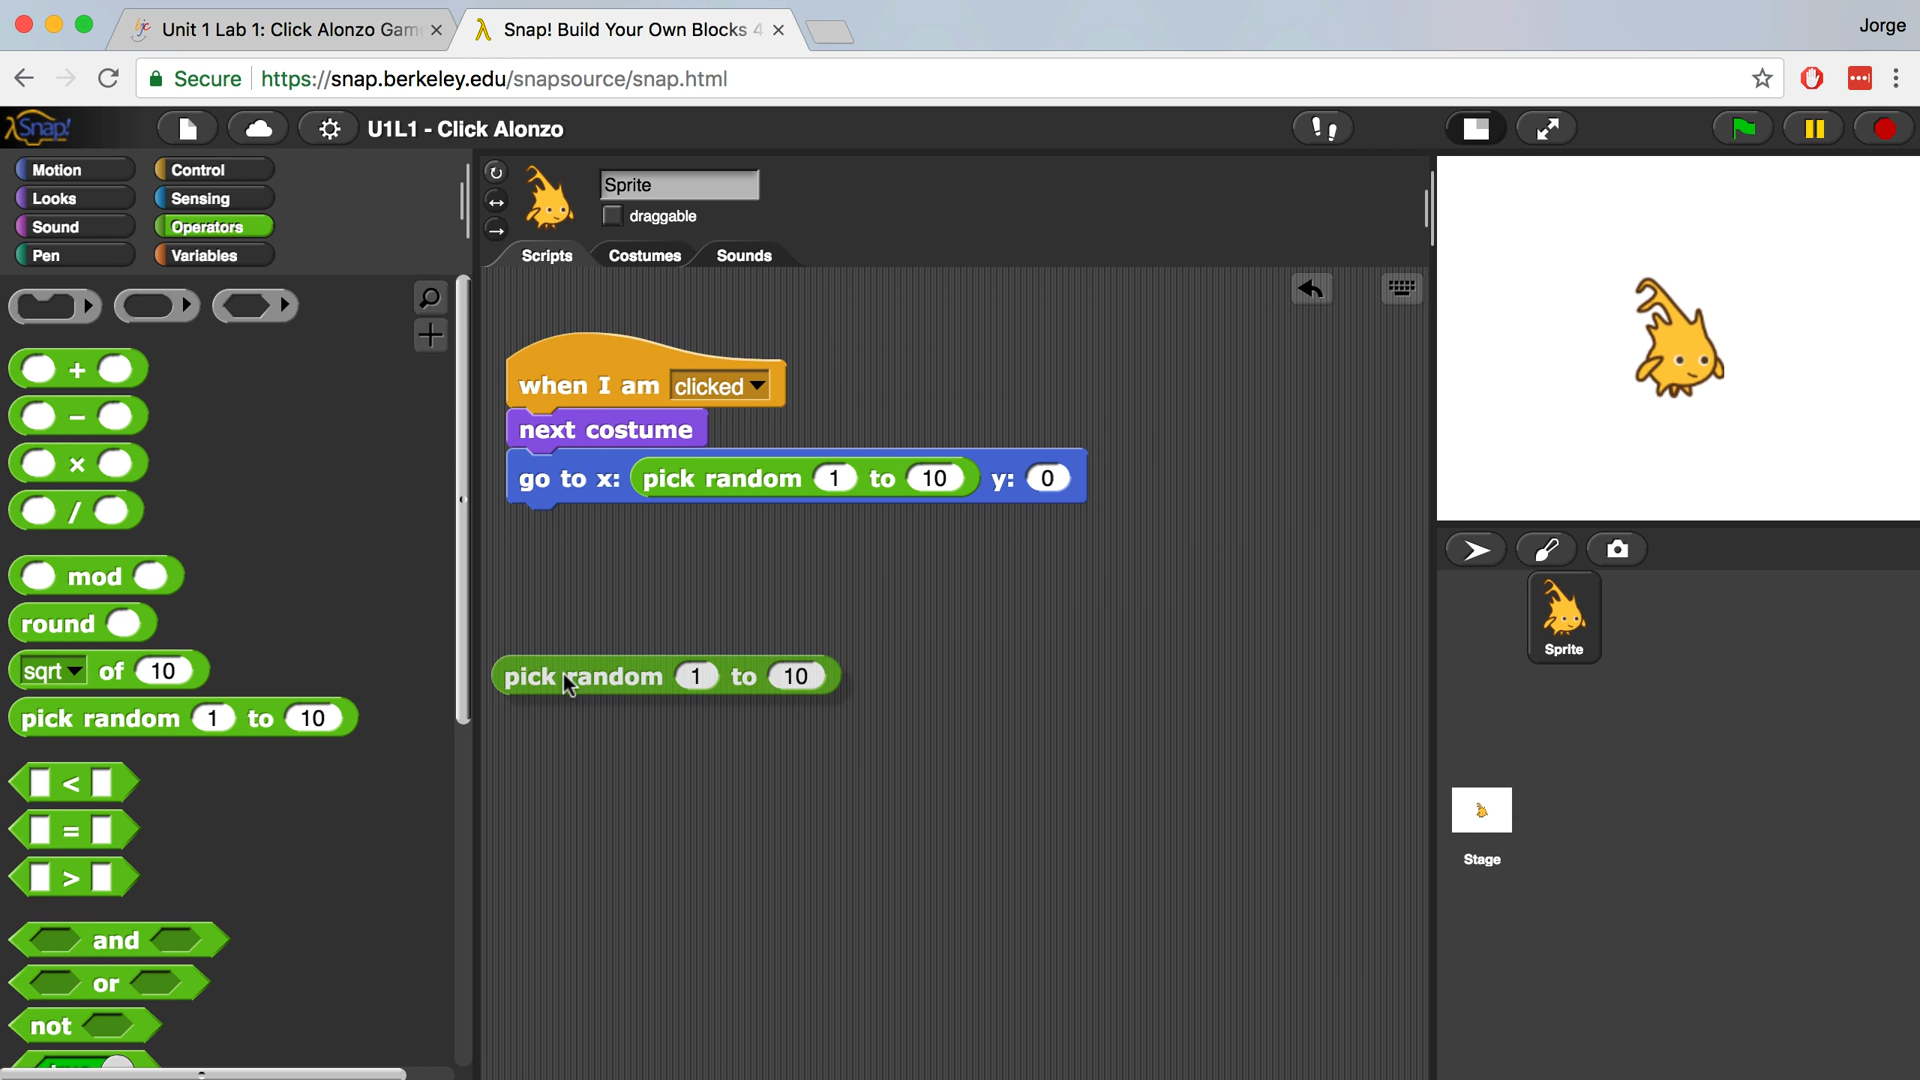 Unit 1 Lab 1: Click Alonzo Gam
Snap! Build Your Own Blocks 4
Jorge
Secure
https://snap.berkeley.edu/snapsource/snap.html
Snap!
U1L1 - Click Alonzo
Motion
Control
Looks
Sensing
Sound
Operators
Pen
Variables
Sprite
draggable
Scripts
Costumes
Sounds
+
−
×
/
mod
round
sqrt of 10
pick random 1 to 10
<
=
>
and
or
not
when I am clicked
next costume
go to x: pick random 1 to 10 y: 0
pick random 1 to 10
Sprite
Stage